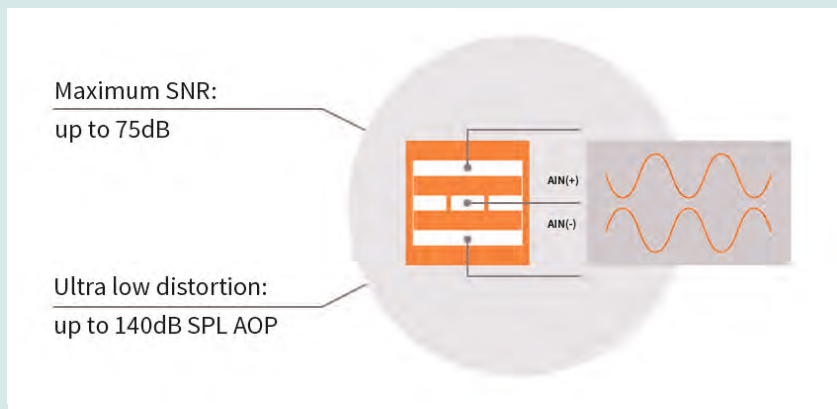 Maximum SNR:
up to 75dB
AIN(+)
AIN(-)
Ultra low distortion:
up to 140dB SPL AOP